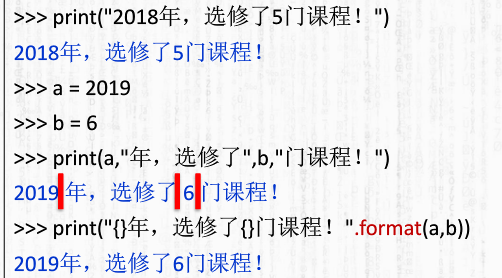 >>> print("2018年，选修了5门课程！")
2018年，选修了5门课程！
>>> a = 2019
>>> b = 6
>>> print(a,"年，选修了",b,"门课程！")
2019 年，选修了 6 门课程！
>>> print("{}年，选修了{}门课程！".format(a,b))
2019年，选修了6门课程！